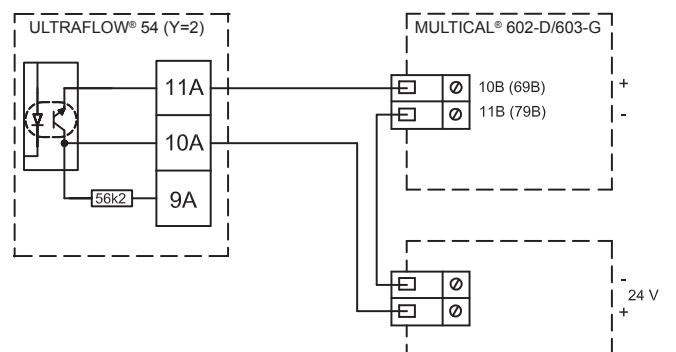 ULTRAFLOW® 54 (Y=2)
MULTICAL® 602-D/603-G
11A
10A
9A
56k2
10B (69B)
+
11B (79B)
-
-
24 V
+